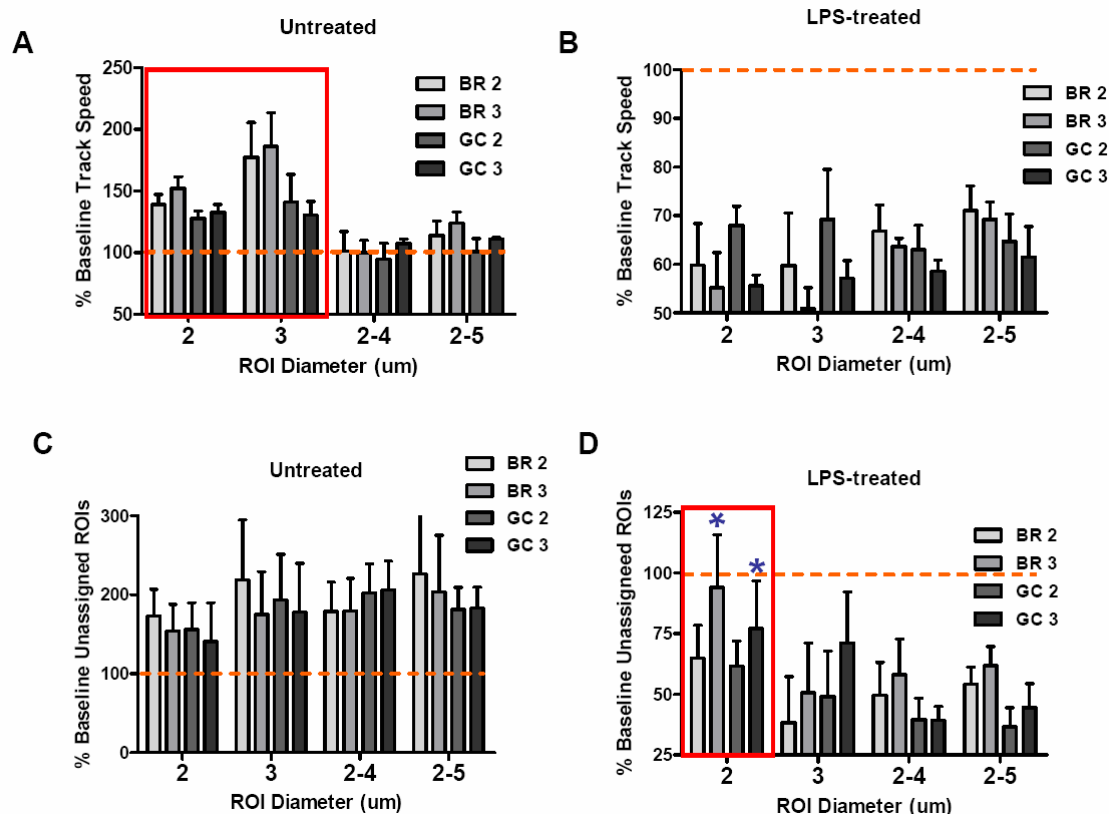 A
Untreated
% Baseline Track Speed
250
200
150
100
50
BR 2
BR 3
GC 2
GC 3
2
3
2-4
2-5
ROI Diameter (um)
B
LPS-treated
% Baseline Track Speed
100
90
80
70
60
50
BR 2
BR 3
GC 2
GC 3
2
3
2-4
2-5
ROI Diameter (um)
C
Untreated
% Baseline Unassigned ROIs
300
200
100
0
BR 2
BR 3
GC 2
GC 3
2
3
2-4
2-5
ROI Diameter (um)
D
LPS-treated
% Baseline Unassigneed ROIs
125
100
75
50
25
*
*
BR 2
BR 3
GC 2
GC 3
2
3
2-4
2-5
ROI Diameter (um)